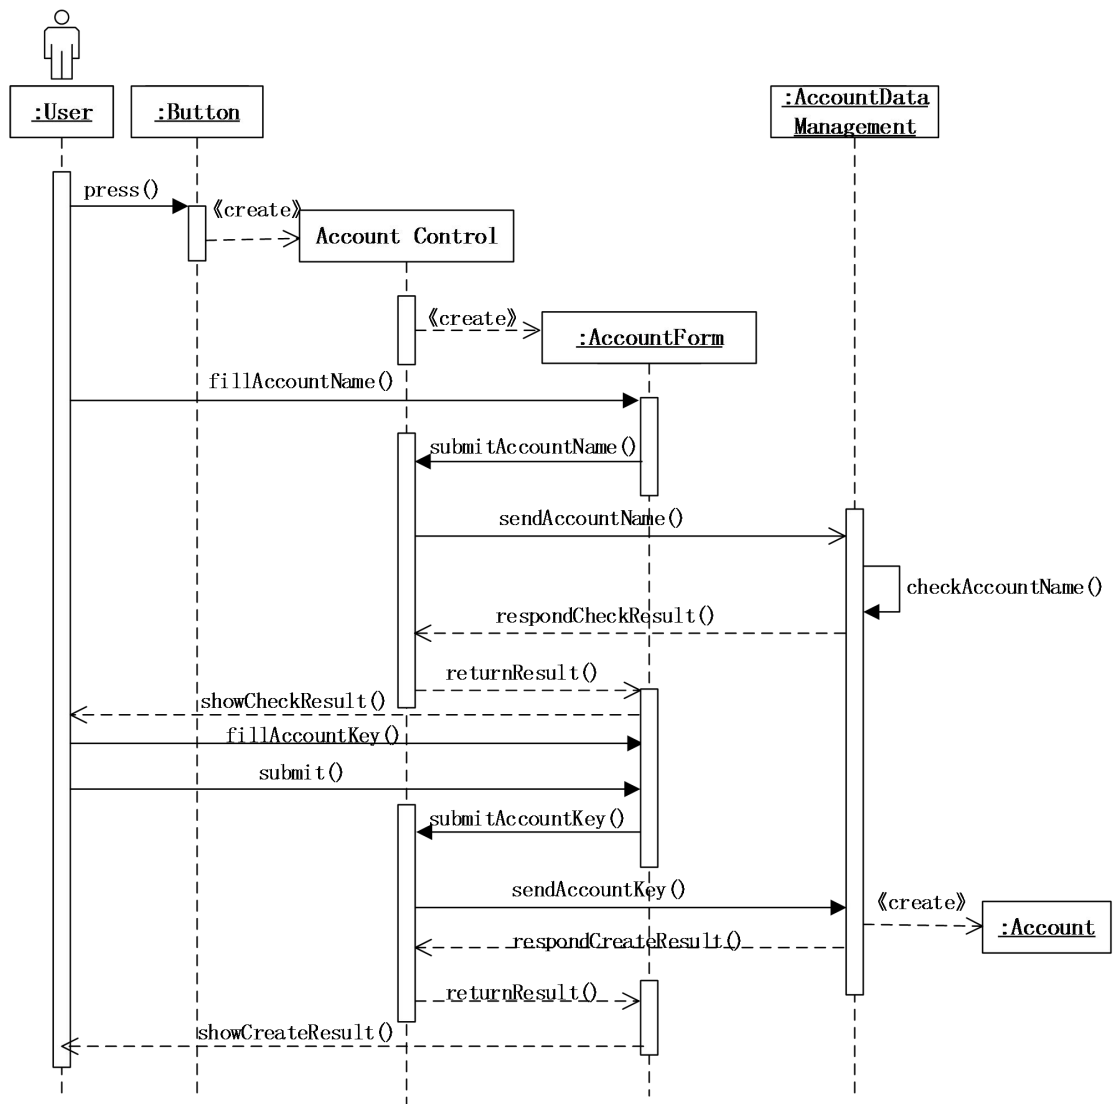 :User
:Button
:AccountData
Management
press()
《create》
Account Control
《create》
:AccountForm
fillAccountName()
submitAccountName()
sendAccountName()
checkAccountName()
respondCheckResult()
returnResult()
showCheckResult()
fillAccountKey()
submit()
submitAccountKey()
sendAccountKey()
《create》
:Account
respondCreateResult()
returnResult()
showCreateResult()